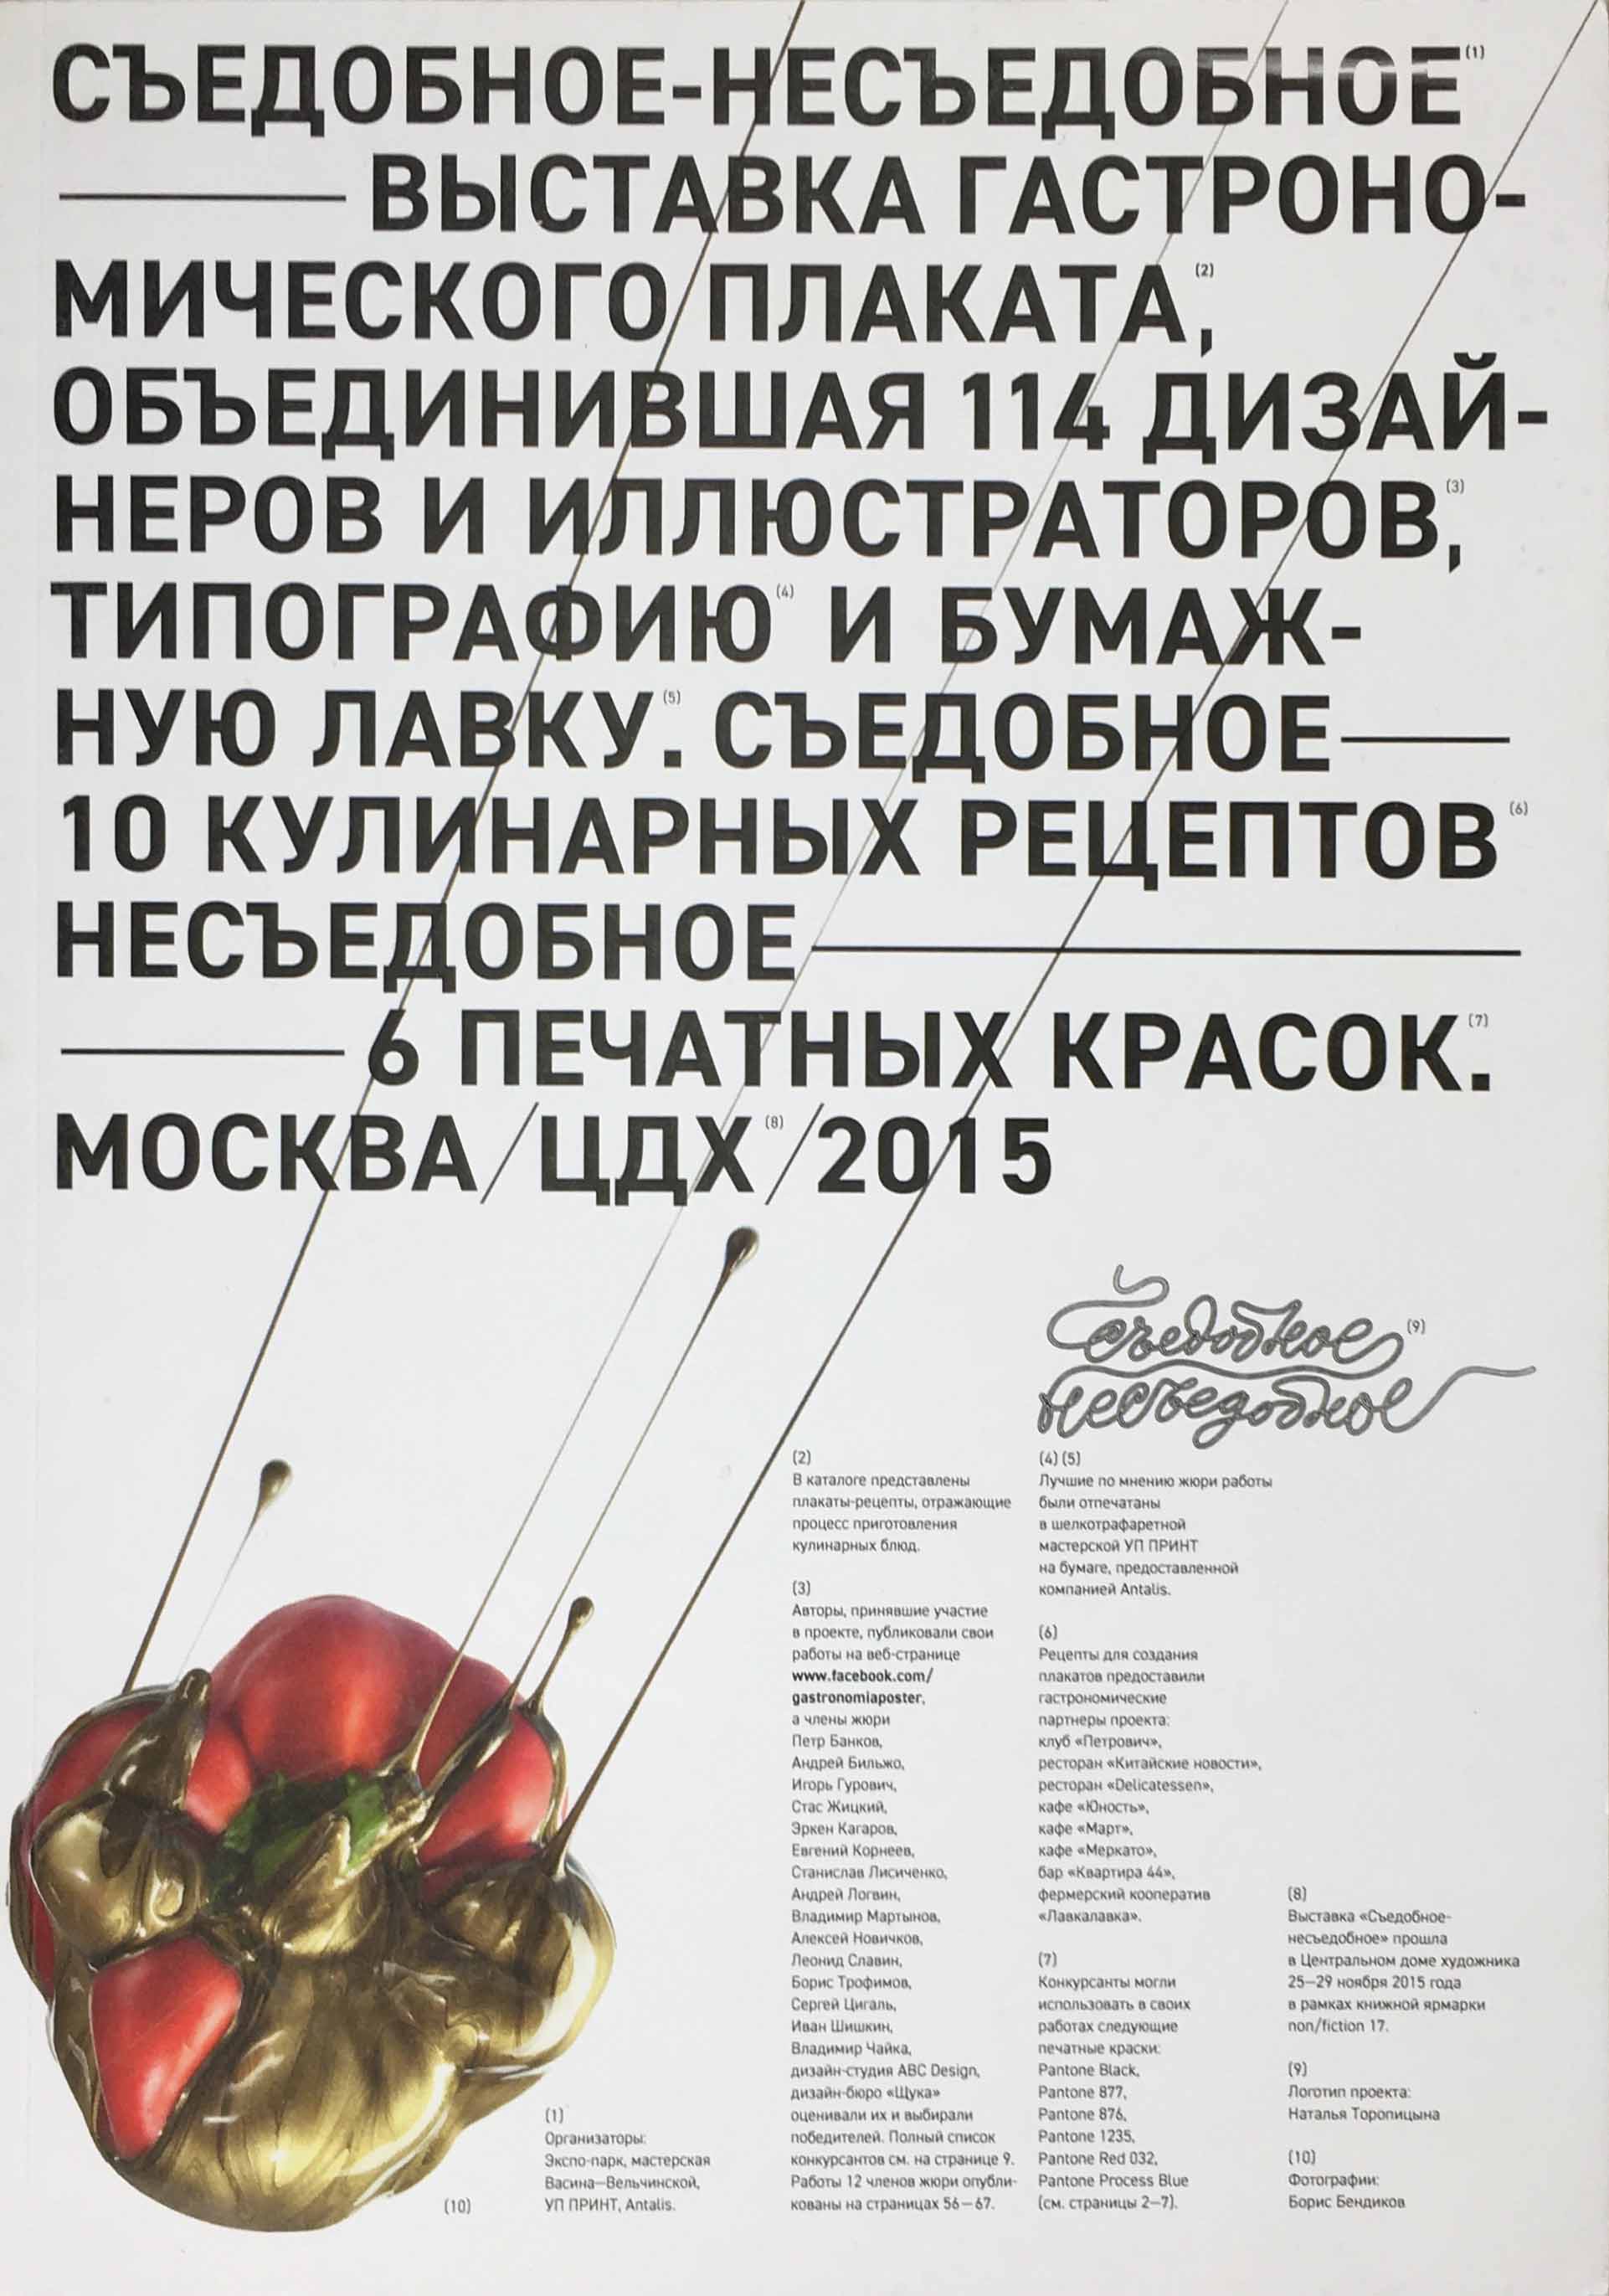 СЪЕДОБНОЕ-НЕСЪЕДОБНОЕ(1)
ВЫСТАВКА ГАСТРОНО-
МИЧЕСКОГО ПЛАКАТА,(2)
ОБЪЕДИНИВШАЯ 114 ДИЗАЙ-
НЕРОВ И ИЛЛЮСТРАТОРОВ,(3)
ТИПОГРАФИЮ(4) И БУМАЖ-
НУЮ ЛАВКУ.(5) СЪЕДОБНОЕ
10 КУЛИНАРНЫХ РЕЦЕПТОВ(6)
НЕСЪЕДОБНОЕ
6 ПЕЧАТНЫХ КРАСОК.(7)
МОСКВА/ЦДХ(8)/2015
Съедобное(9)
несъедобное
(1)
Организаторы:
Экспо-парк, мастерская
Васина—Вельчинской,
УП ПРИНТ, Antalis.
(2)
В каталоге представлены
плакаты-рецепты, отражающие
процесс приготовления
кулинарных блюд.
(3)
Авторы, принявшие участие
в проекте, публиковали свои
работы на веб-странице
www.facebook.com/
gastronomiaposter,
а члены жюри
Петр Банков,
Андрей Бильжо,
Игорь Гурович,
Стас Жицкий,
Эркен Кагаров,
Евгений Корнеев,
Станислав Лисиченко,
Андрей Логвин,
Владимир Мартынов,
Алексей Новичков,
Леонид Славин,
Борис Трофимов,
Сергей Цигаль,
Иван Шишкин,
Владимир Чайка,
дизайн-студия ABC Design,
дизайн-бюро «Щука»
оценивали их и выбирали
победителей. Полный список
конкурсантов см. на странице 9.
Работы 12 членов жюри опубли-
кованы на страницах 56—67.
(4) (5)
Лучшие по мнению жюри работы
были отпечатаны
в шелкотрафаретной
мастерской УП ПРИНТ
на бумаге, предоставленной
компанией Antalis.
(6)
Рецепты для создания
плакатов предоставили
гастрономические
партнеры проекта:
клуб «Петрович»,
ресторан «Китайские новости»,
ресторан «Delicatessen»,
кафе «Юность»,
кафе «Март»,
кафе «Меркато»,
бар «Квартира 44»,
фермерский кооператив
«Лавкалавка».
(7)
Конкурсанты могли
использовать в своих
работах следующие
печатные краски:
Pantone Black,
Pantone 877,
Pantone 876,
Pantone 1235,
Pantone Red 032,
Pantone Process Blue
(см. страницы 2—7).
(8)
Выставка «Съедобное-
несъедобное» прошла
в Центральном доме художника
25—29 ноября 2015 года
в рамках книжной ярмарки
non/fiction 17.
(9)
Логотип проекта:
Наталья Торопицына
(10)
Фотографии:
Борис Бендиков
(10)